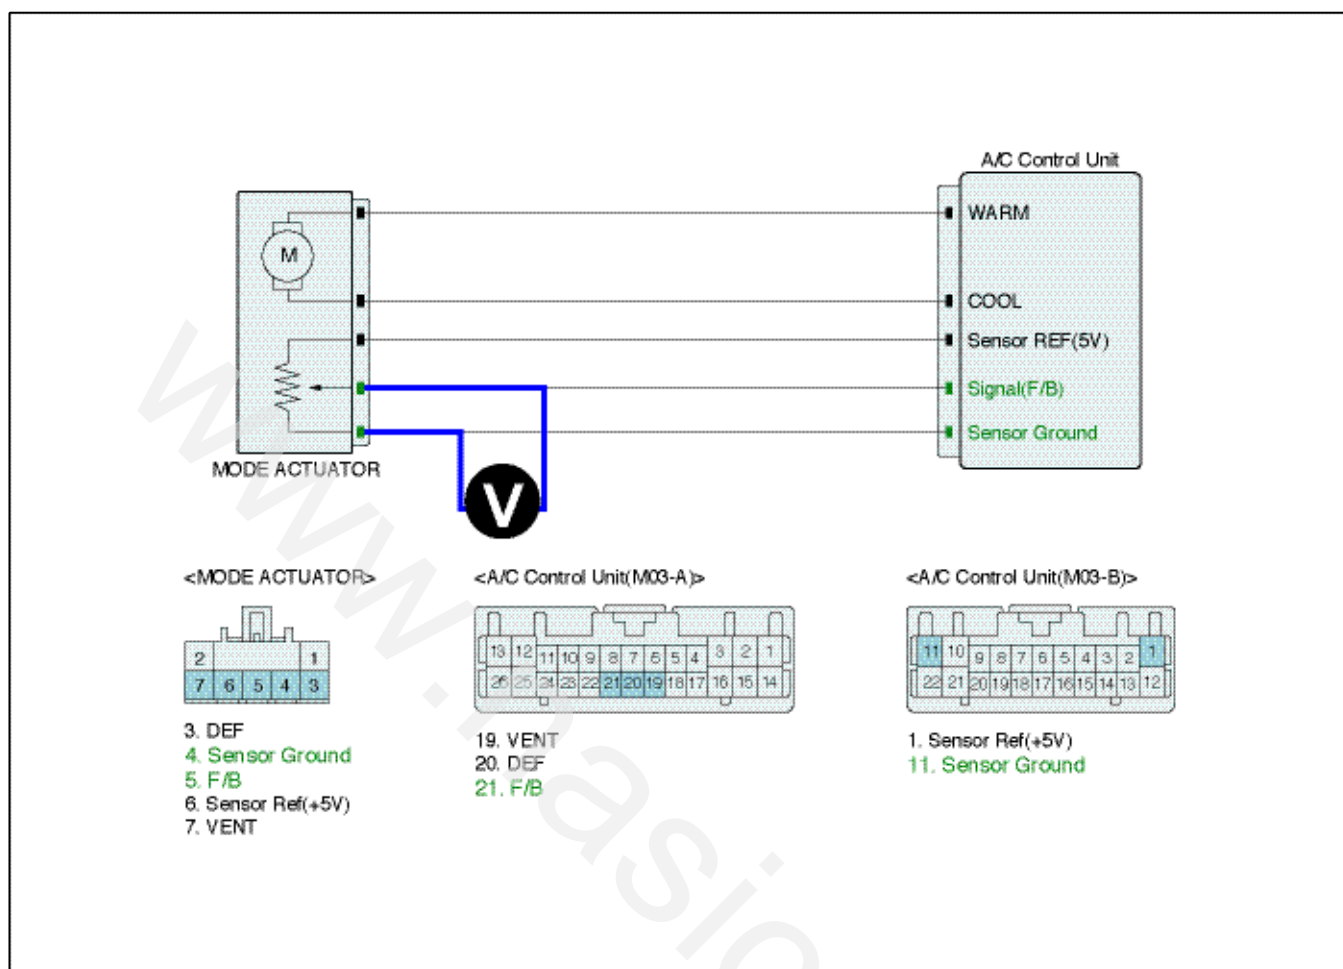 A/C Control Unit
WARM
M
COOL
Sensor REF(5V)
Signal(F/B)
Sensor Ground
MODE ACTUATOR
V
<MODE ACTUATOR>
<A/C Control Unit(M03-A)>
<A/C Control Unit(M03-B)>
2 1
7 6 5 4 3
13 12 11 10 9 8 7 6 5 4 3 2 1
26 25 24 23 22 21 20 19 18 17 16 15 14
11 10 9 8 7 6 5 4 3 2 1
22 21 20 19 18 17 16 15 14 13 12
3. DEF
4. Sensor Ground
5. F/B
6. Sensor Ref(+5V)
7. VENT
19. VENT
20. DEF
21. F/B
1. Sensor Ref(+5V)
11. Sensor Ground